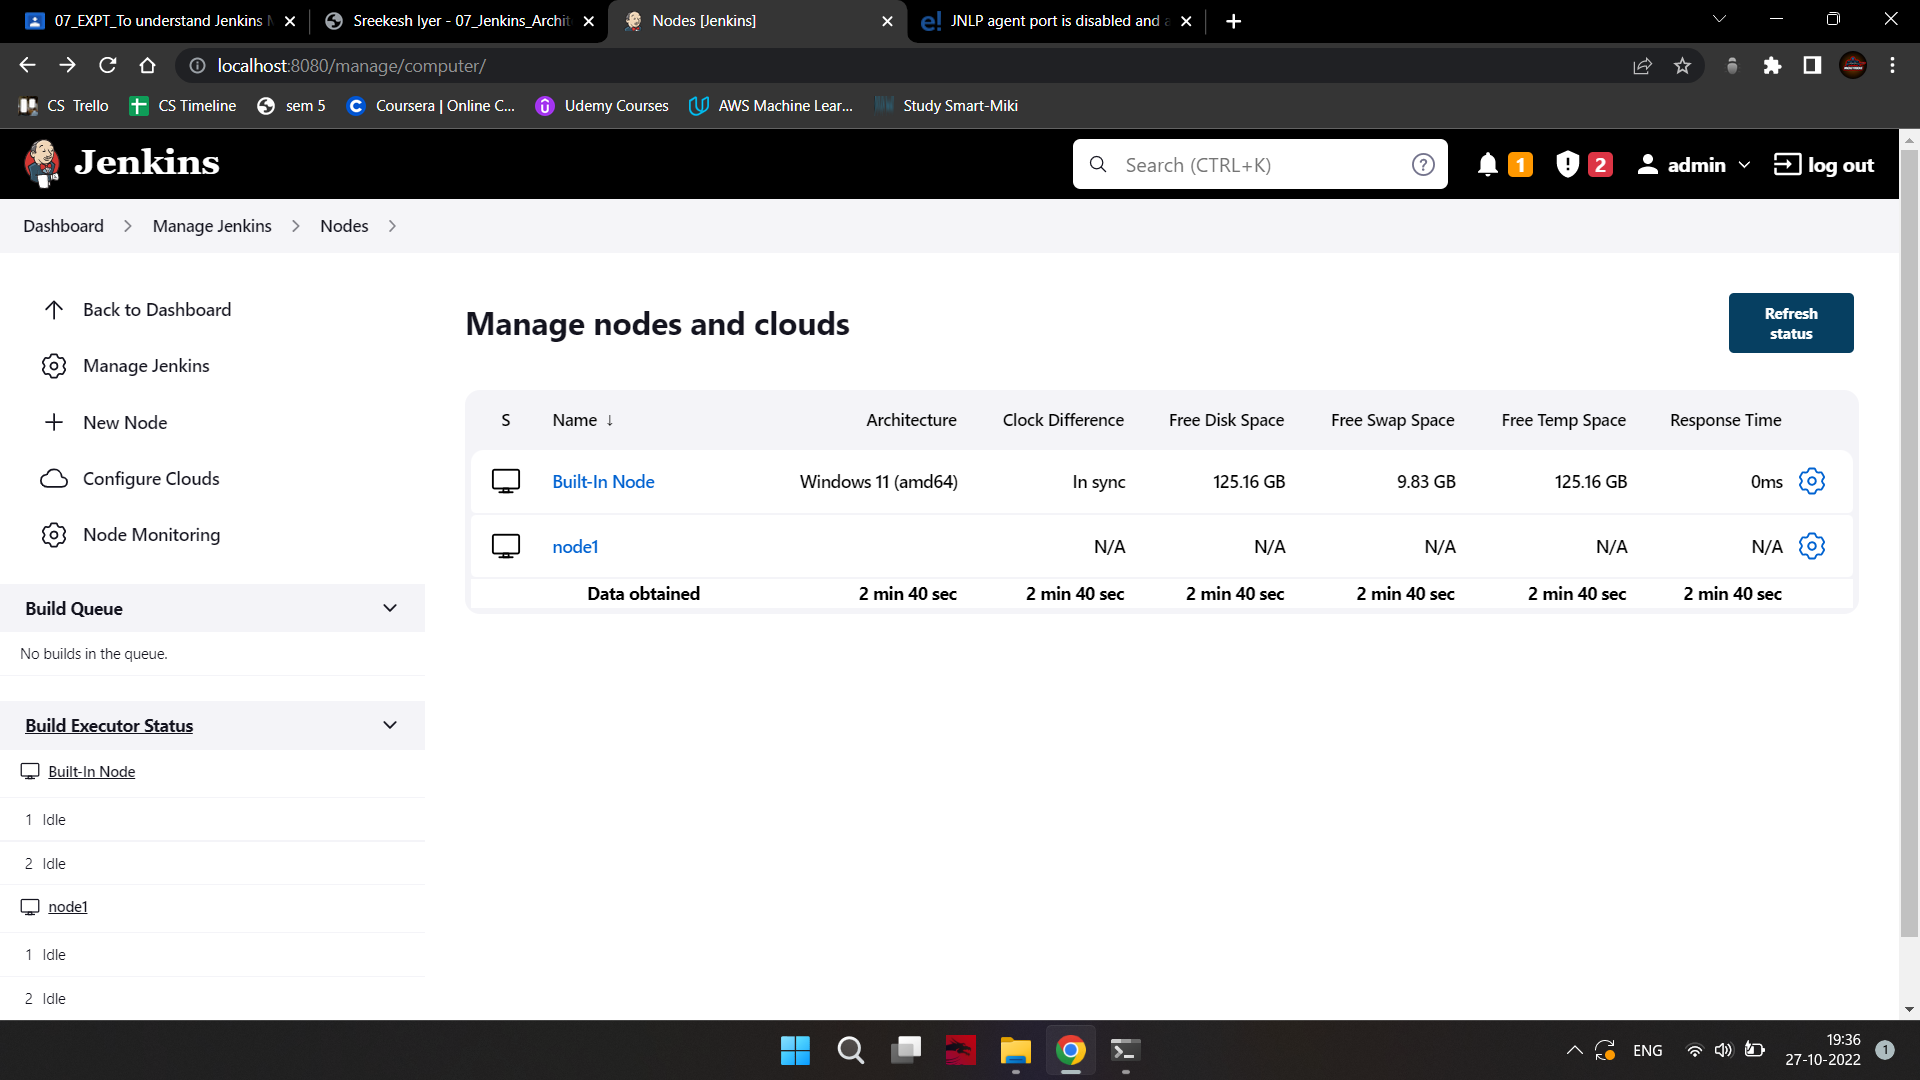 07_EXPT_To understand Jenkins
Sreekesh Iyer - 07_Jenkins_Archit
Nodes [Jenkins]
JNLP agent port is disabled and a
localhost:8080/manage/computer/
CS Trello
CS Timeline
sem 5
Coursera | Online C...
Udemy Courses
AWS Machine Lear...
Study Smart-Miki
Jenkins
Search (CTRL+K)
1
2
admin
log out
Dashboard
Manage Jenkins
Nodes
Back to Dashboard
Manage Jenkins
New Node
Configure Clouds
Node Monitoring
Build Queue
No builds in the queue.
Build Executor Status
Built-In Node
1 Idle
2 Idle
node1
1 Idle
2 Idle
Manage nodes and clouds
Refresh
status
S Name ↓ Architecture Clock Difference Free Disk Space Free Swap Space Free Temp Space Response Time
Built-In Node Windows 11 (amd64) In sync 125.16 GB 9.83 GB 125.16 GB 0ms
node1 N/A N/A N/A N/A N/A
Data obtained 2 min 40 sec 2 min 40 sec 2 min 40 sec 2 min 40 sec 2 min 40 sec 2 min 40 sec
ENG
19:36
27-10-2022
1